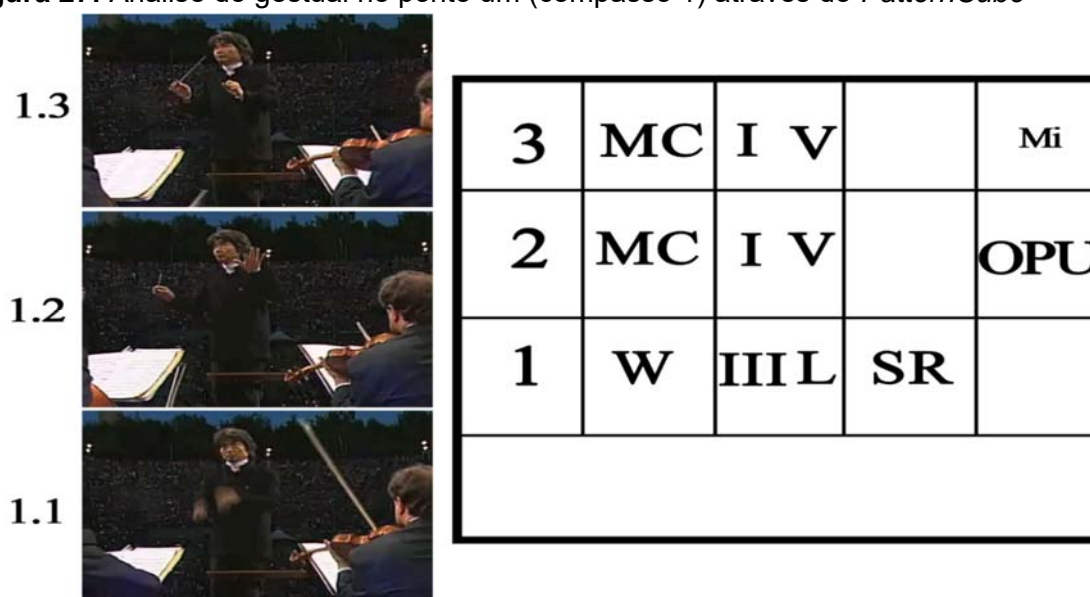 Análise do gestual no ponto um (compasso 1) através do PatternCube
1.3
3 MC I V Mi
1.2
2 MC I V OPU
1.1
1 W III L SR